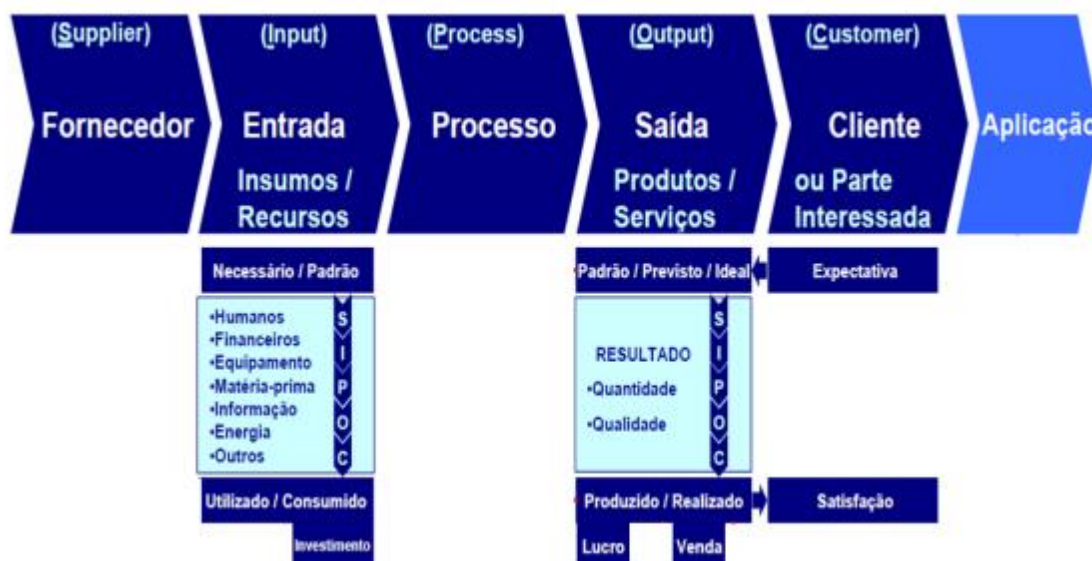 (Supplier)
(Input)
(Process)
(Output)
(Customer)
Fornecedor
Entrada
Processo
Saída
Cliente
Aplicação
Insumos /
Recursos
Produtos /
Serviços
ou Parte
Interessada
Necessário / Padrão
•Humanos
•Financeiros
•Equipamento
•Matéria-prima
•Informação
•Energia
•Outros
S
I
P
O
C
Utilizado / Consumido
Investimento
Padrão / Previsto / Ideal
RESULTADO
•Quantidade
•Qualidade
S
I
P
O
C
Produzido / Realizado
Lucro
Venda
Expectativa
Satisfação